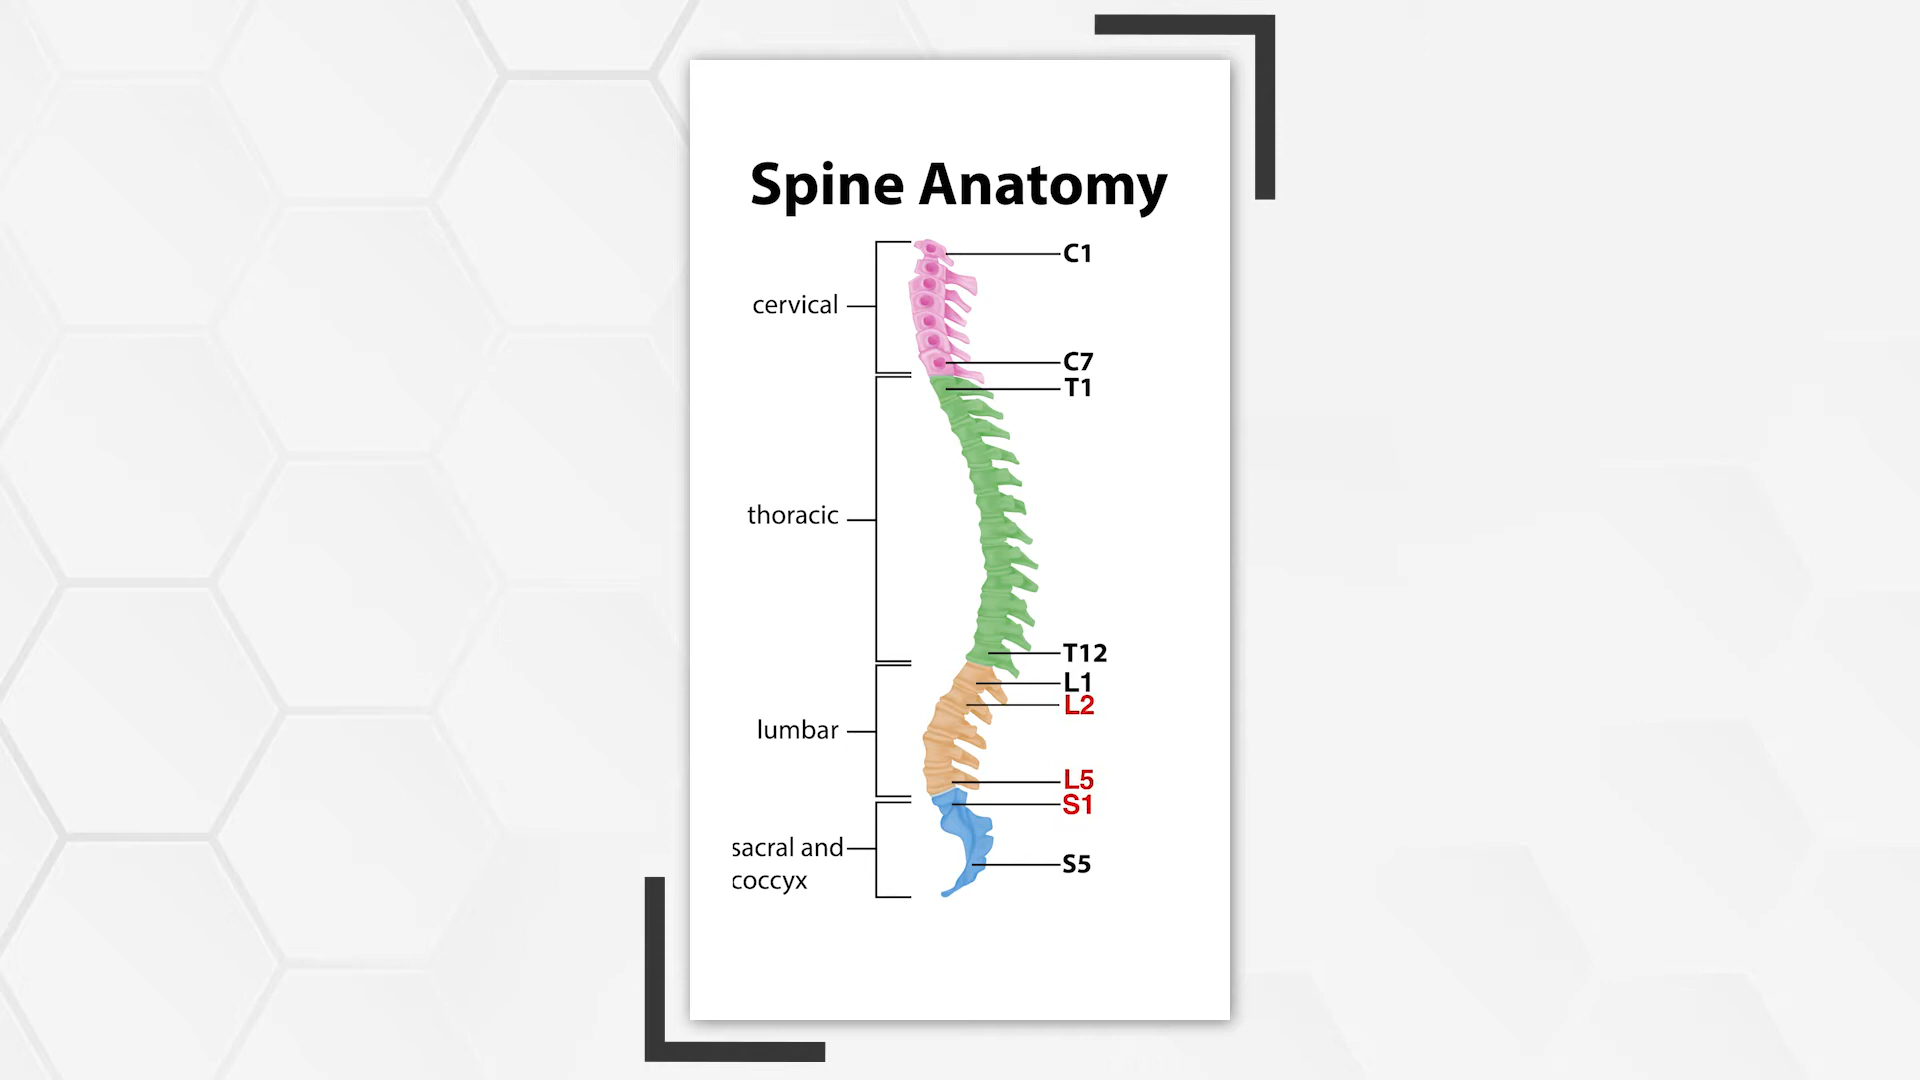 Spine Anatomy
C1
cervical
C7
T1
thoracic
T12
L1
L2
lumbar
L5
S1
sacral and
coccyx
S5